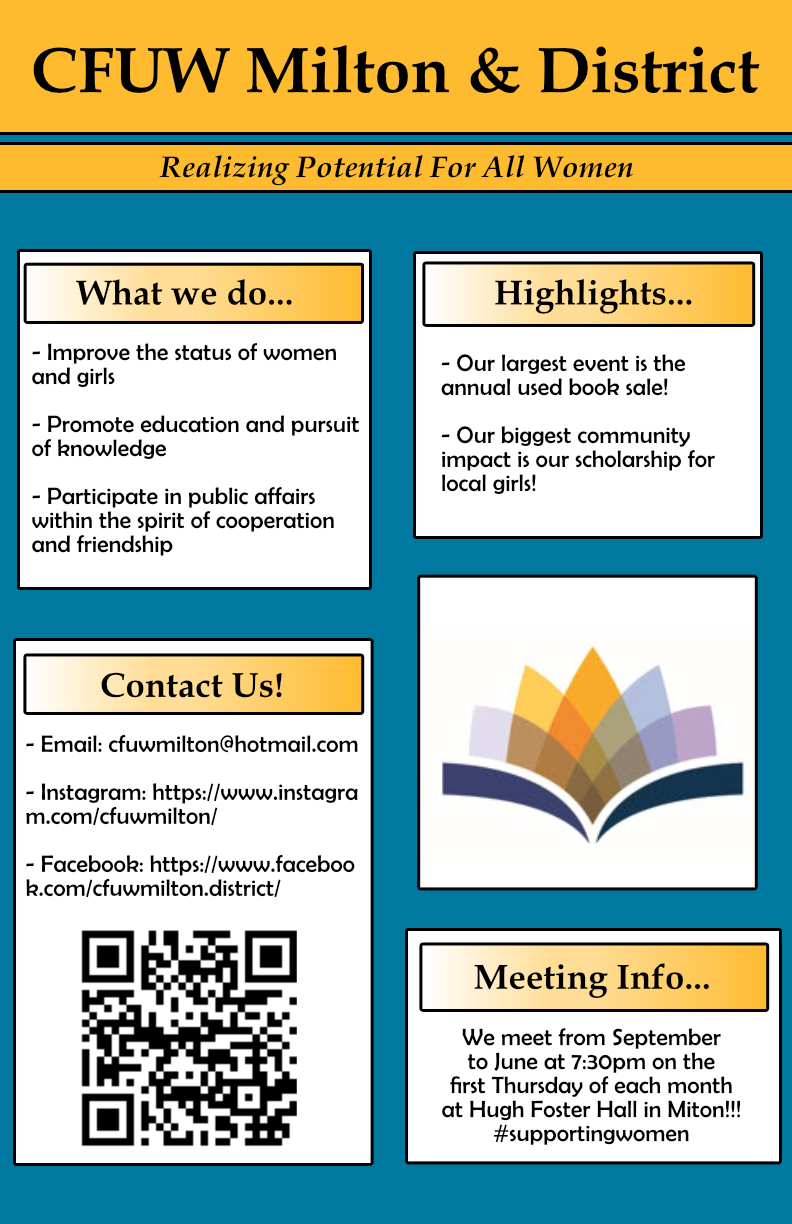 CFUW Milton & District
Realizing Potential For All Women
What we do...
- Improve the status of women
and girls
- Promote education and pursuit
of knowledge
- Participate in public affairs
within the spirit of cooperation
and friendship
Highlights...
- Our largest event is the
annual used book sale!
- Our biggest community
impact is our scholarship for
local girls!
Contact Us!
- Email: cfuwmilton@hotmail.com
- Instagram: https://www.instagra
m.com/cfuwmilton/
- Facebook: https://www.faceboo
k.com/cfuwmilton.district/
Meeting Info...
We meet from September
to June at 7:30pm on the
first Thursday of each month
at Hugh Foster Hall in Miton!!!
#supportingwomen